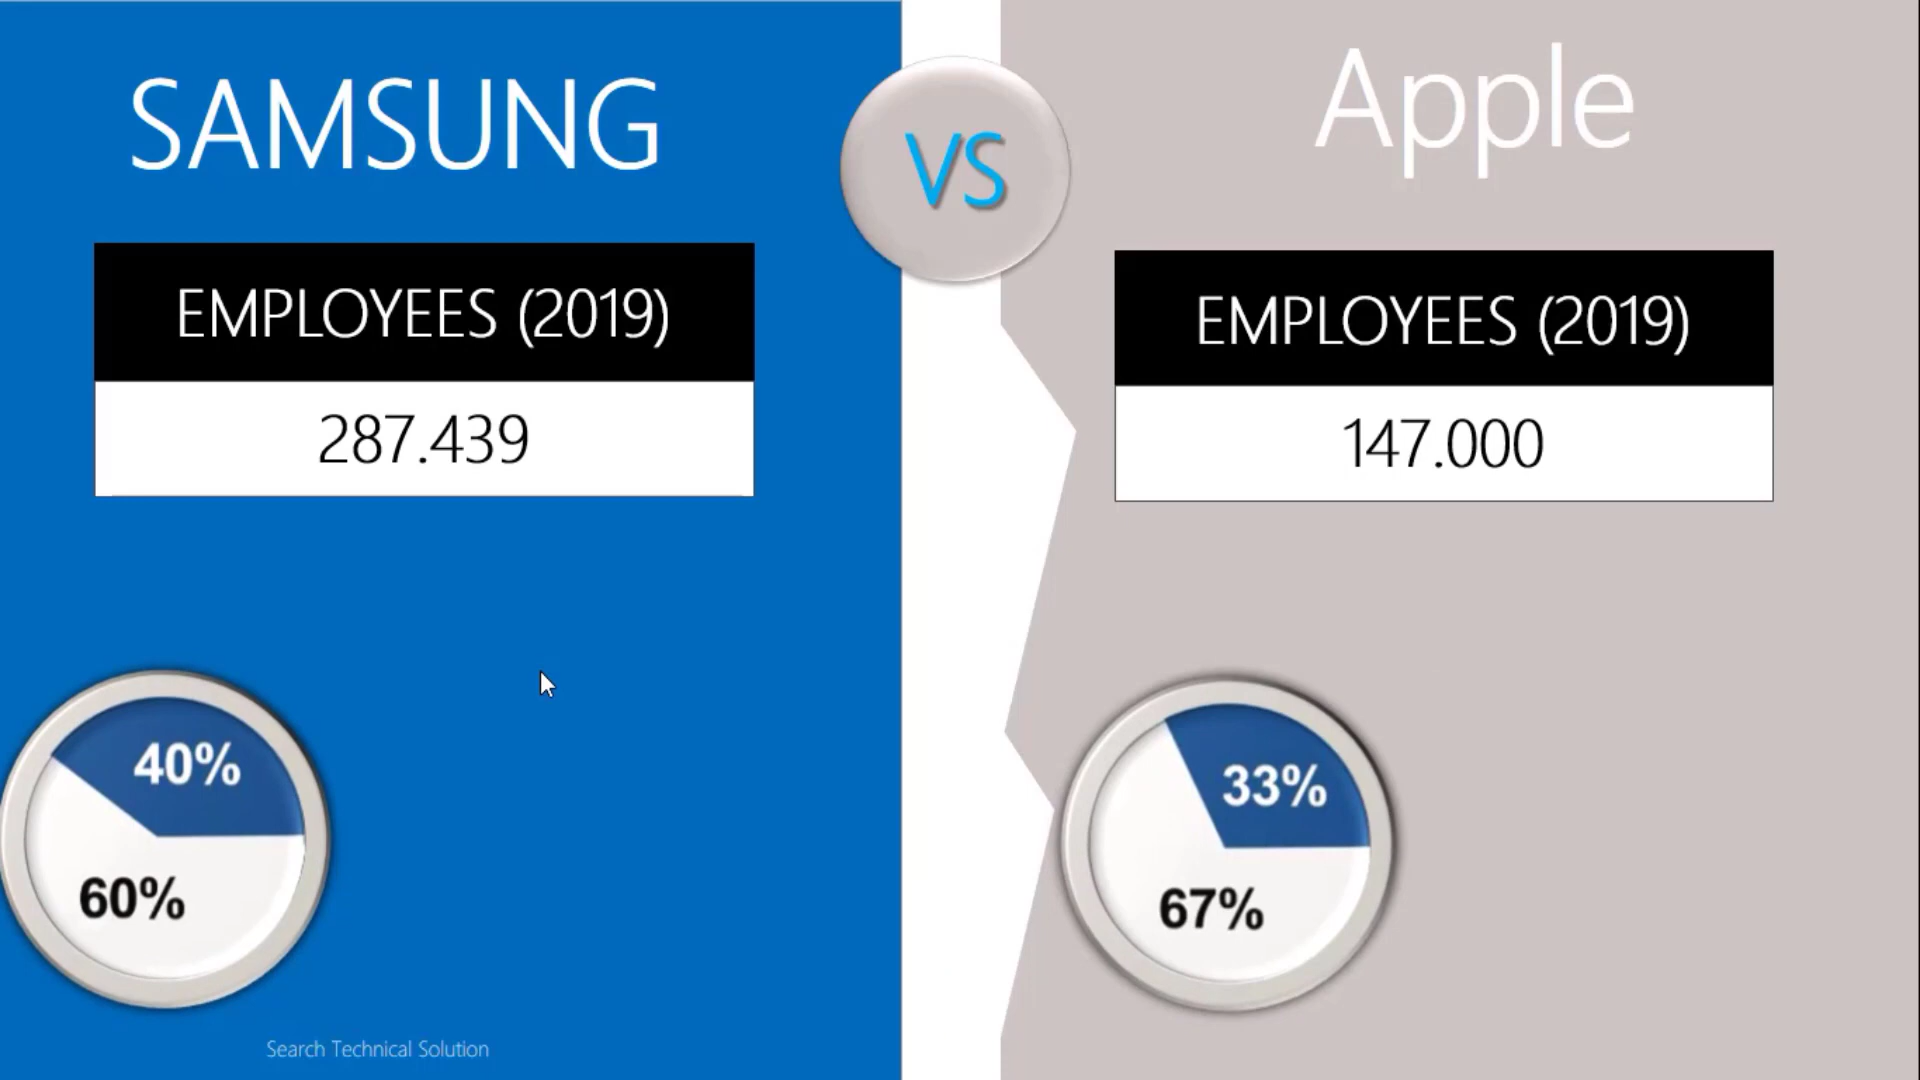 SAMSUNG
EMPLOYEES (2019)
287.439
40%
60%
Search Technical Solution
VS
Apple
EMPLOYEES (2019)
147.000
33%
67%